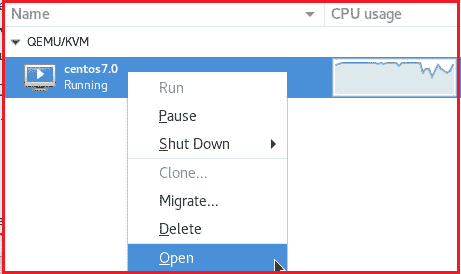 Name CPU usage
QEMU/KVM
centos7.0
Running
Run
Pause
Shut Down
Clone...
Migrate...
Delete
Open